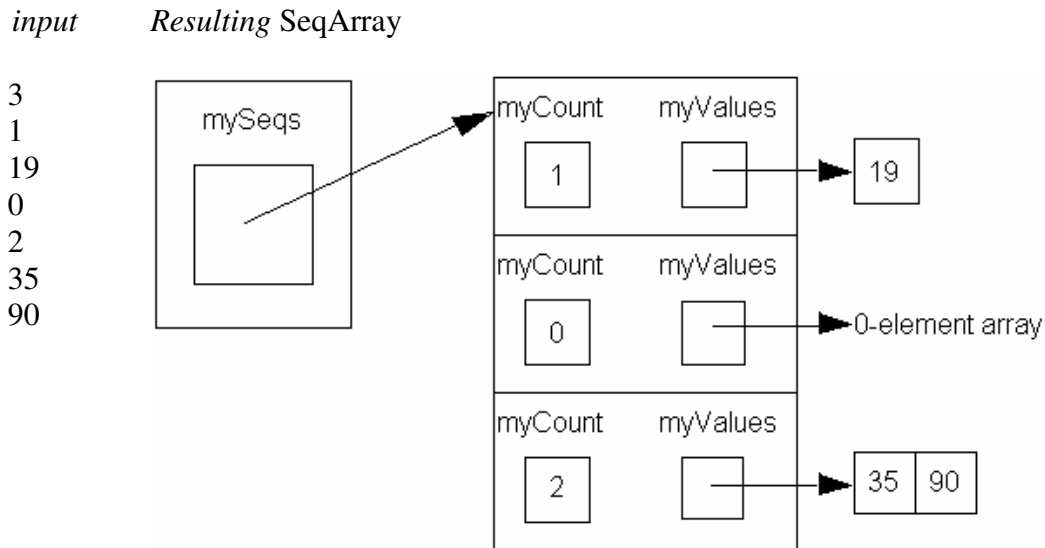 input Resulting SeqArray
3
1
19
0
2
35
90
mySeqs
myCount myValues
1 19
myCount myValues
0 0-element array
myCount myValues
2 35 90